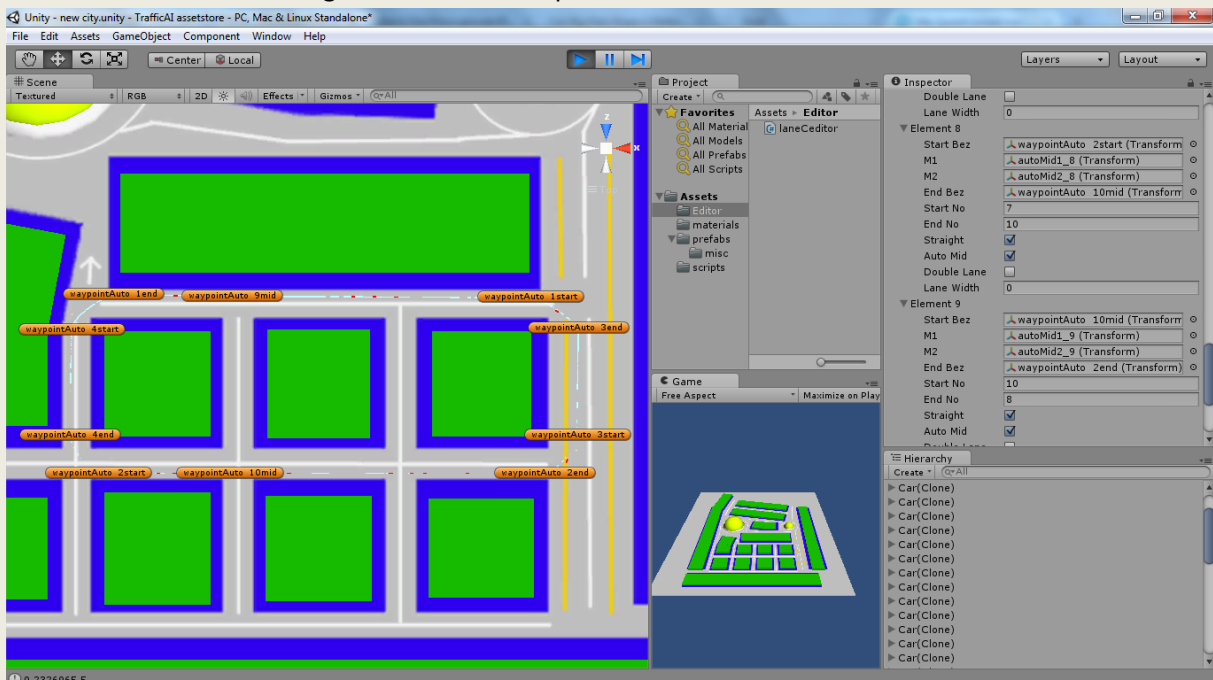 Unity - new city.unity - TrafficAI assetstore - PC, Mac & Linux Standalone*
File Edit Assets GameObject Component Window Help
Center Local
Layers Layout
Scene
Textured RGB 2D Effects Gizmos All
waypointAuto 1end
waypointAuto 9mid
waypointAuto 1start
waypointAuto 4start
waypointAuto 3end
waypointAuto 4end
waypointAuto 3start
waypointAuto 2start
waypointAuto 10mid
waypointAuto 2end
z
x
Top
Project
Create
Favorites
All Material
All Models
All Prefabs
All Scripts
Assets
Editor
materials
prefabs
misc
scripts
Assets Editor
laneCeditor
Game
Free Aspect Maximize on Play
Inspector
Double Lane
Lane Width 0
Element 8
Start Bez waypointAuto 2start (Transform
M1 autoMid1_8 (Transform)
M2 autoMid2_8 (Transform)
End Bez waypointAuto 10mid (Transform
Start No 7
End No 10
Straight
Auto Mid
Double Lane
Lane Width 0
Element 9
Start Bez waypointAuto 10mid (Transform
M1 autoMid1_9 (Transform)
M2 autoMid2_9 (Transform)
End Bez waypointAuto 2end (Transform)
Start No 10
End No 8
Straight
Auto Mid
Hierarchy
Create All
Car(Clone)
Car(Clone)
Car(Clone)
Car(Clone)
Car(Clone)
Car(Clone)
Car(Clone)
Car(Clone)
Car(Clone)
Car(Clone)
Car(Clone)
Car(Clone)
Car(Clone)